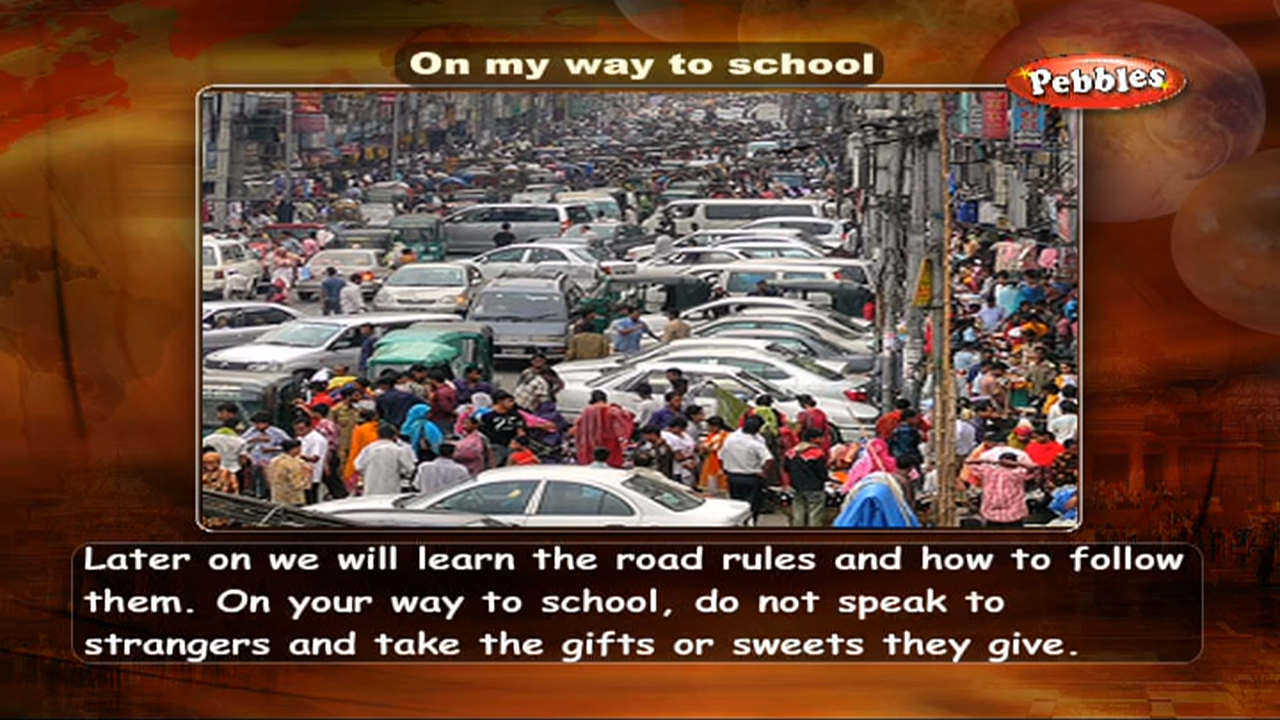 On my way to school
Pebbles
Later on we will learn the road rules and how to follow
them. On your way to school, do not speak to
strangers and take the gifts or sweets they give.